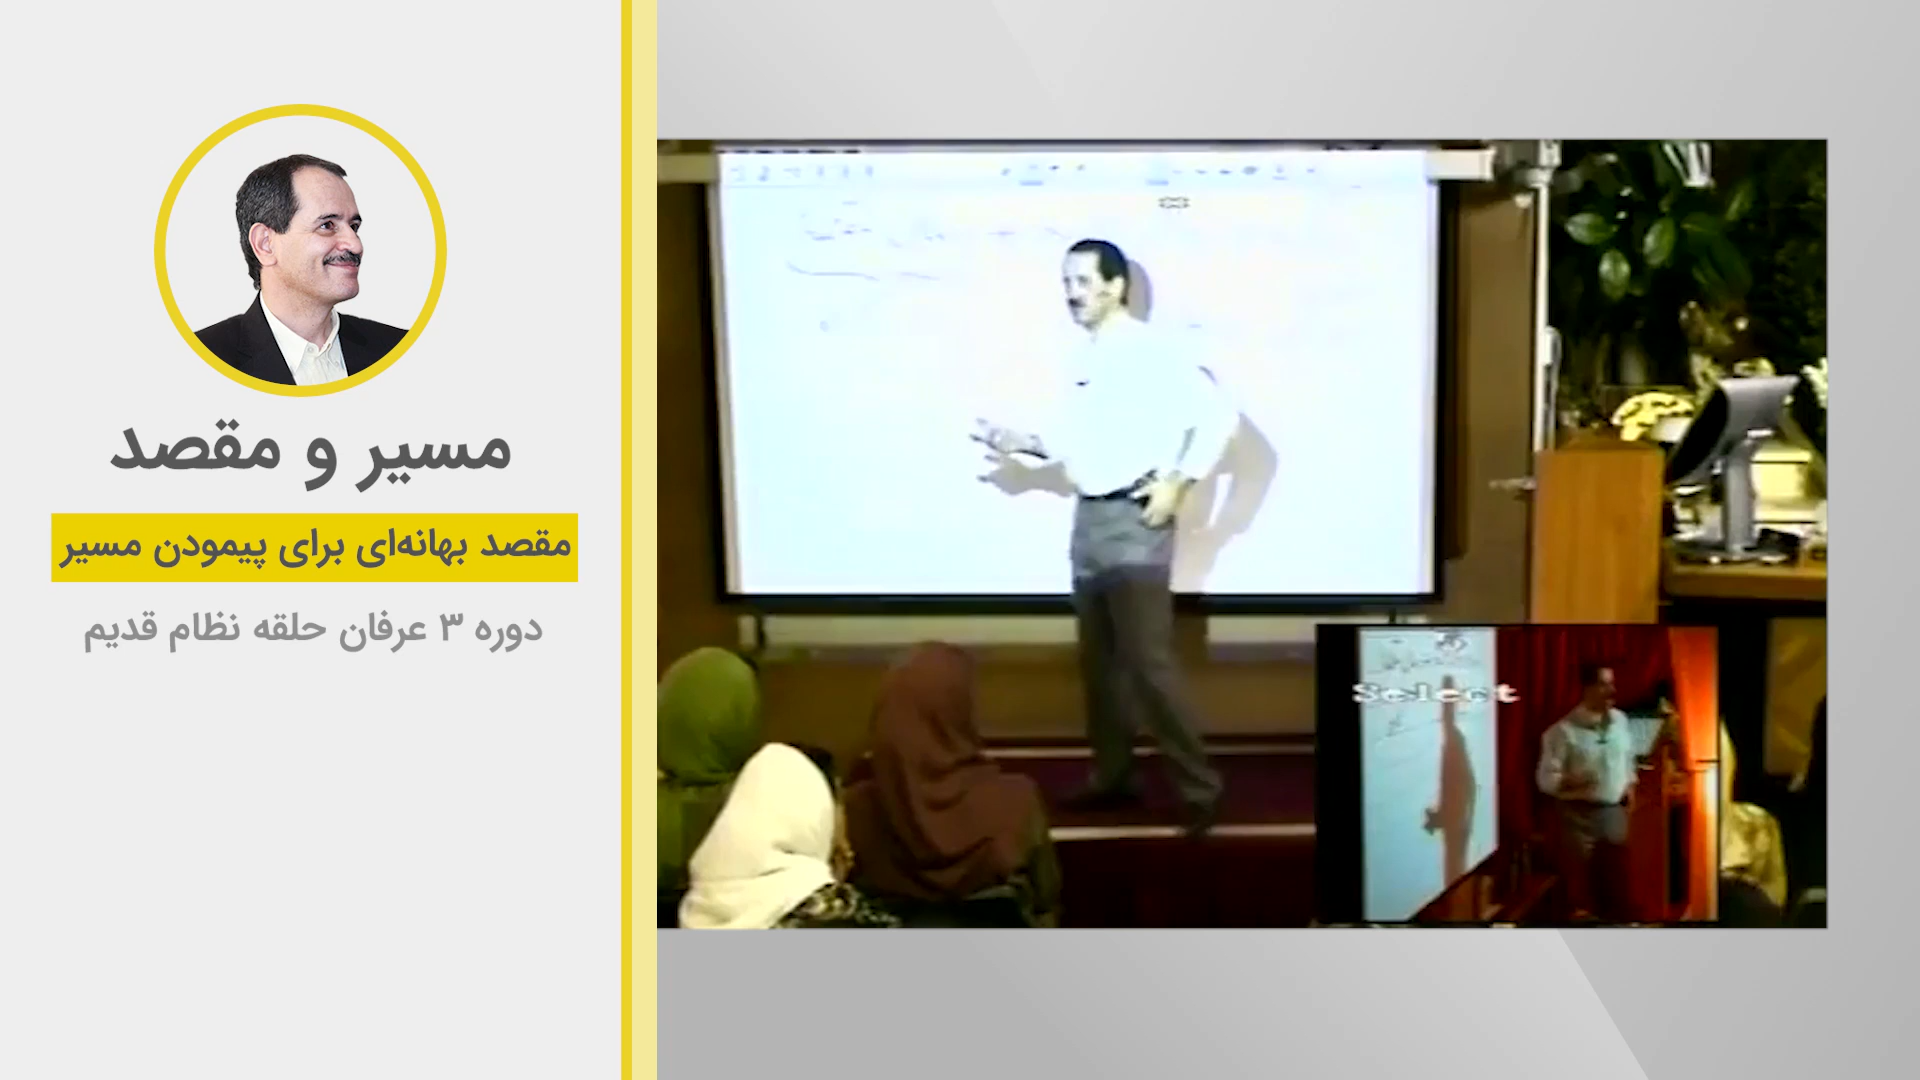 مسیر و مقصد
مقصد بهانه‌ای برای پیمودن مسیر
دوره ۳ عرفان حلقه نظام قدیم
Select